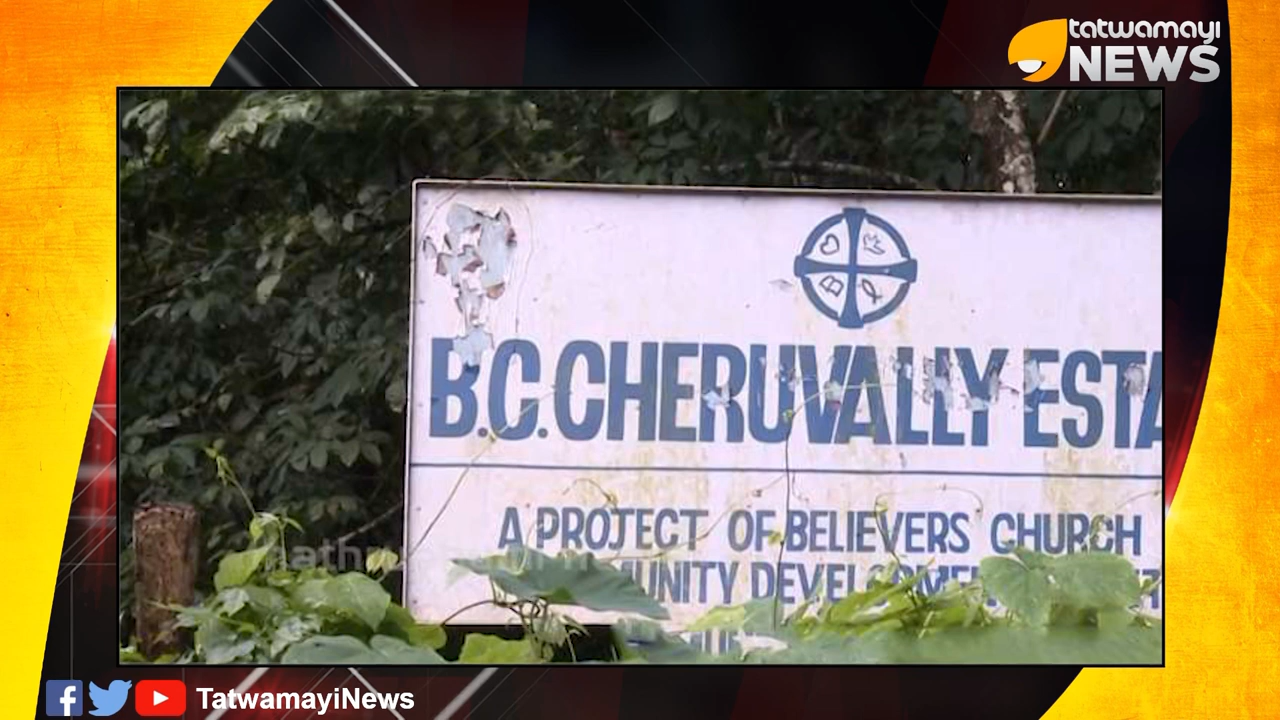 tatwamayi
NEWS
B.C.CHERUVALLY ESTA
A PROJECT OF BELIEVERS CHURCH
TatwamayiNews